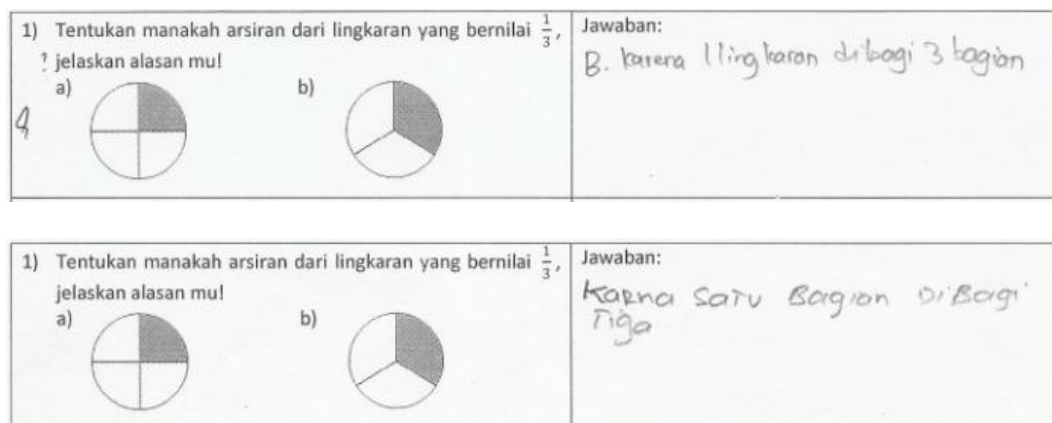 1) Tentukan manakah arsiran dari lingkaran yang bernilai 1/3,
? jelaskan alasan mu!
a)
b)
Jawaban:
B. karena 1 lingkaran dibagi 3 bagian
1) Tentukan manakah arsiran dari lingkaran yang bernilai 1/3,
jelaskan alasan mu!
a)
b)
Jawaban:
Karna Satu Bagian DiBagi
Tiga